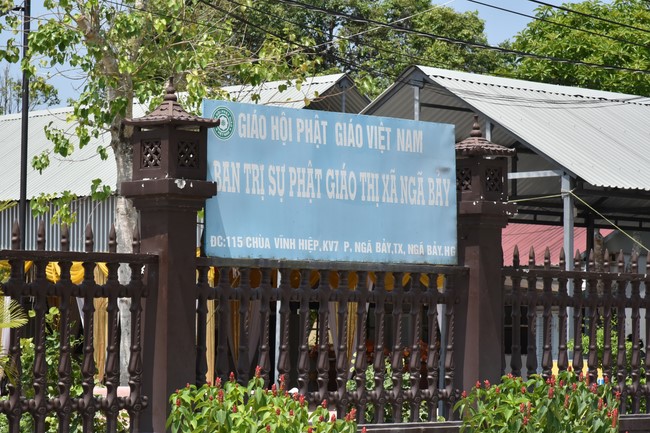 GIÁO HỘI PHẬT GIÁO VIỆT NAM
BAN TRỊ SỰ PHẬT GIÁO THỊ XÃ NGÃ BẢY
ĐC:115 CHÙA VĨNH HIỆP,KV7 P. NGÃ BẢY,TX, NGÃ BẢY,HG